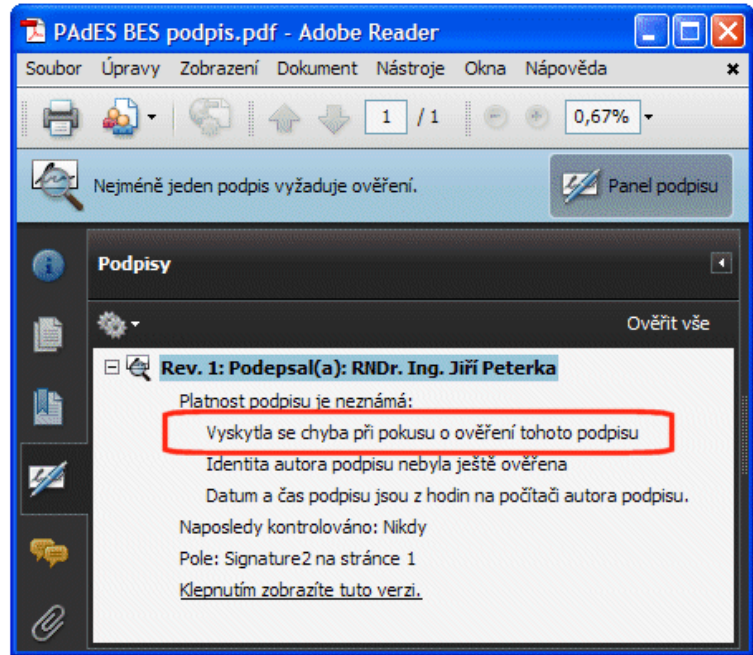 PAdES BES podpis.pdf - Adobe Reader
Soubor Úpravy Zobrazení Dokument Nástroje Okna Nápověda
1 / 1 0,67%
Nejméně jeden podpis vyžaduje ověření. Panel podpisu
Podpisy
Ověřit vše
Rev. 1: Podepsal(a): RNDr. Ing. Jiří Peterka
Platnost podpisu je neznámá:
Vyskytla se chyba při pokusu o ověření tohoto podpisu
Identita autora podpisu nebyla ještě ověřena
Datum a čas podpisu jsou z hodin na počítači autora podpisu.
Naposledy kontrolováno: Nikdy
Pole: Signature2 na stránce 1
Klepnutím zobrazíte tuto verzi.